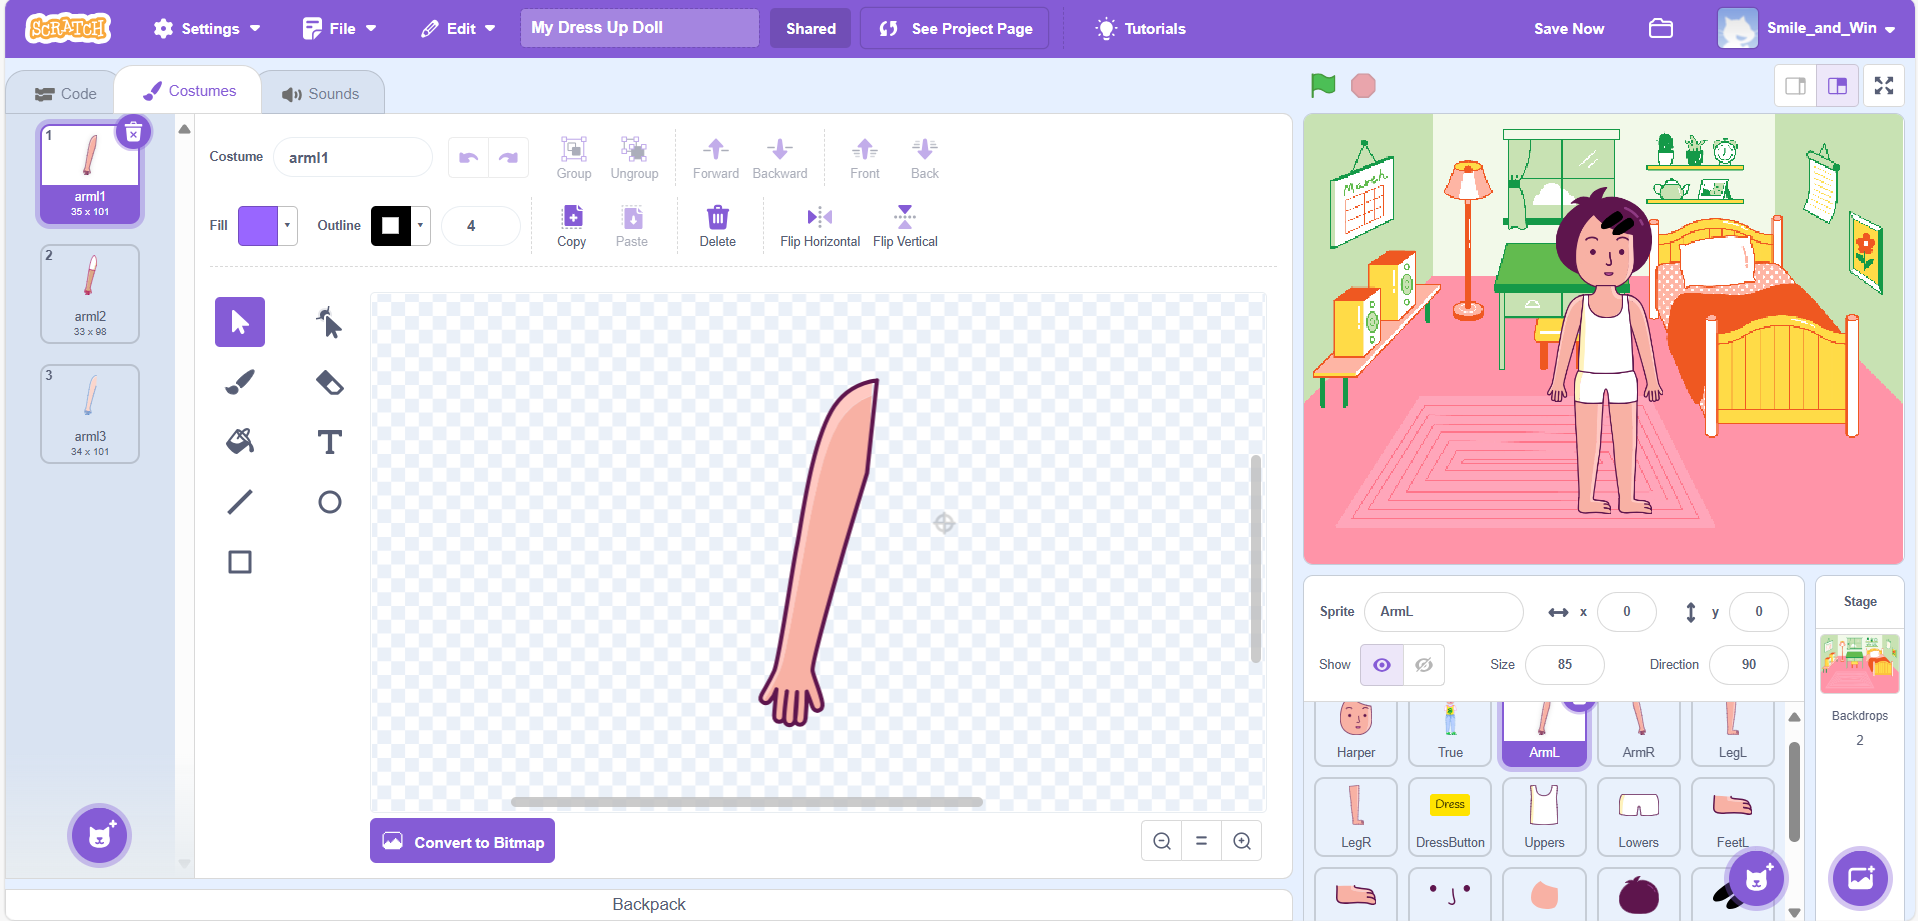 SCRATCH Settings File Edit My Dress Up Doll Shared See Project Page Tutorials Save Now Smile_and_Win
Code Costumes Sounds
1
arml1
35 x 101
2
arml2
33 x 98
3
arml3
34 x 101
Costume arml1 Group Ungroup Forward Backward Front Back
Fill Outline 4 Copy Paste Delete Flip Horizontal Flip Vertical
Convert to Bitmap
Backpack
March
Sprite ArmL x 0 y 0
Show Size 85 Direction 90
Harper True ArmL ArmR LegL
LegR DressButton Uppers Lowers FeetL
Dress
Stage
Backdrops
2